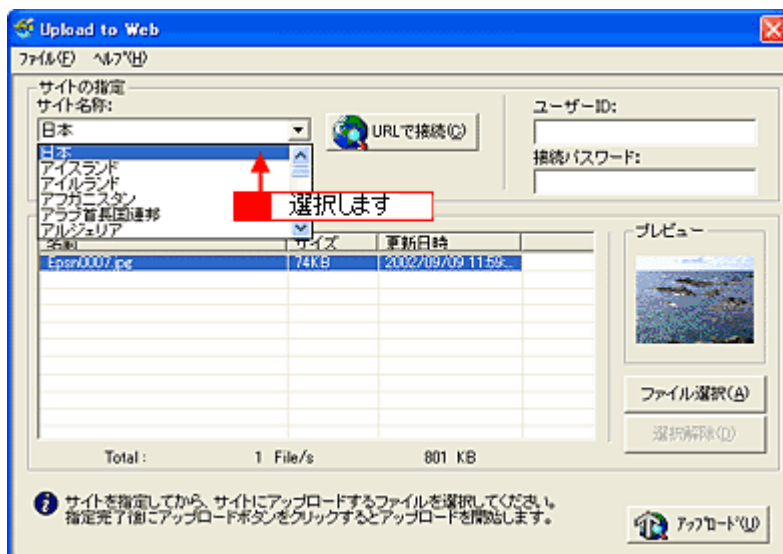 Upload to Web
ファイル(F) ヘルプ(H)
サイトの指定
サイト名称:
日本
URLで接続(C)
ユーザーID:
接続パスワード:
日本
アイスランド
アイルランド
アフガニスタン
アラブ首長国連邦
アルジェリア
選択します
名前 サイズ 更新日時
Epsn0007.jpg 74KB 2002/09/09 11:59:...
プレビュー
ファイル選択(A)
選択解除(D)
Total : 1 File/s 801 KB
サイトを指定してから、サイトにアップロードするファイルを選択してください。
指定完了後にアップロードボタンをクリックするとアップロードを開始します。
アップロード(U)